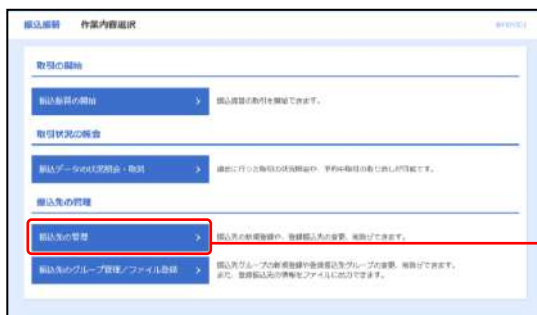 振込振替 作業内容選択
取引の開始
振込振替の開始 振込振替の取引を開始できます。
取引状況の照会
振込データの状況照会・取消 過去に行った取引の状況照会や、予約中取引の取り消しが可能です。
振込先の管理
振込先の管理 振込先の新規登録や、登録振込先の変更、削除ができます。
振込先のグループ管理/ファイル登録 振込先グループの新規登録や登録振込先グループの変更、削除ができます。
また、登録振込先の情報をファイルに出力できます。